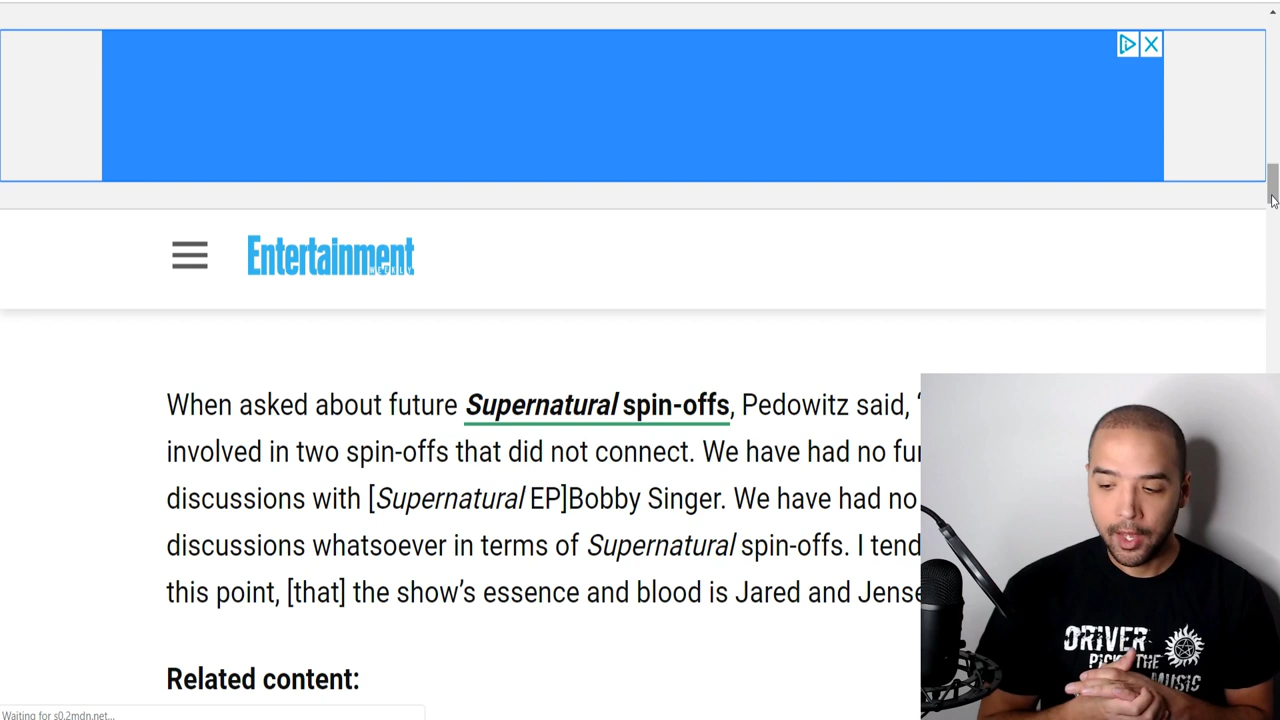 Entertainment
WEEKLY
When asked about future Supernatural spin-offs, Pedowitz said, “
involved in two spin-offs that did not connect. We have had no fu
discussions with [Supernatural EP]Bobby Singer. We have had no
discussions whatsoever in terms of Supernatural spin-offs. I tend
this point, [that] the show’s essence and blood is Jared and Jense
DRIVER
PICKS THE
MUSIC
Related content:
Waiting for s0.2mdn.net...